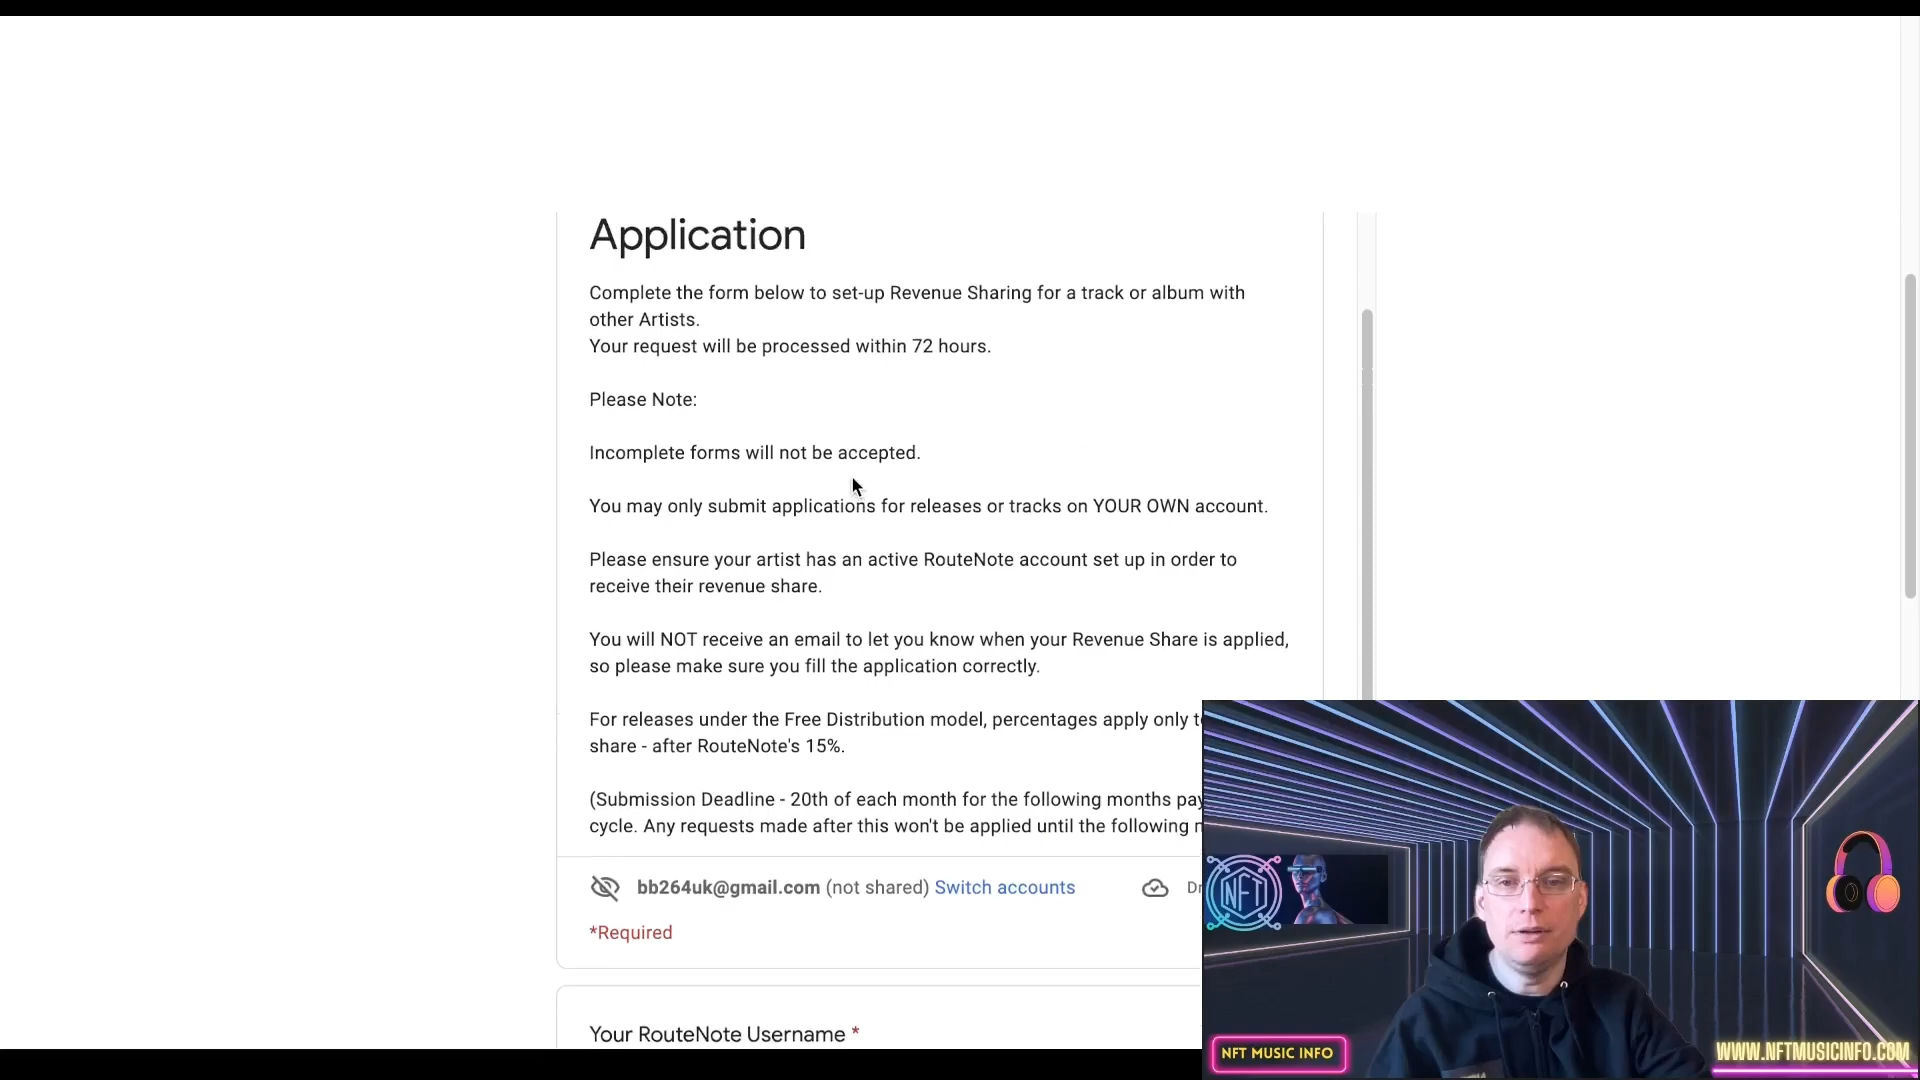 Application
Complete the form below to set-up Revenue Sharing for a track or album with
other Artists.
Your request will be processed within 72 hours.
Please Note:
Incomplete forms will not be accepted.
You may only submit applications for releases or tracks on YOUR OWN account.
Please ensure your artist has an active RouteNote account set up in order to
receive their revenue share.
You will NOT receive an email to let you know when your Revenue Share is applied,
so please make sure you fill the application correctly.
For releases under the Free Distribution model, percentages apply only
share - after RouteNote's 15%.
(Submission Deadline - 20th of each month for the following months
cycle. Any requests made after this won't be applied until the following
bb264uk@gmail.com (not shared) Switch accounts
*Required
Your RouteNote Username *
NFT
NFT MUSIC INFO
WWW.NFTMUSICINFO.COM